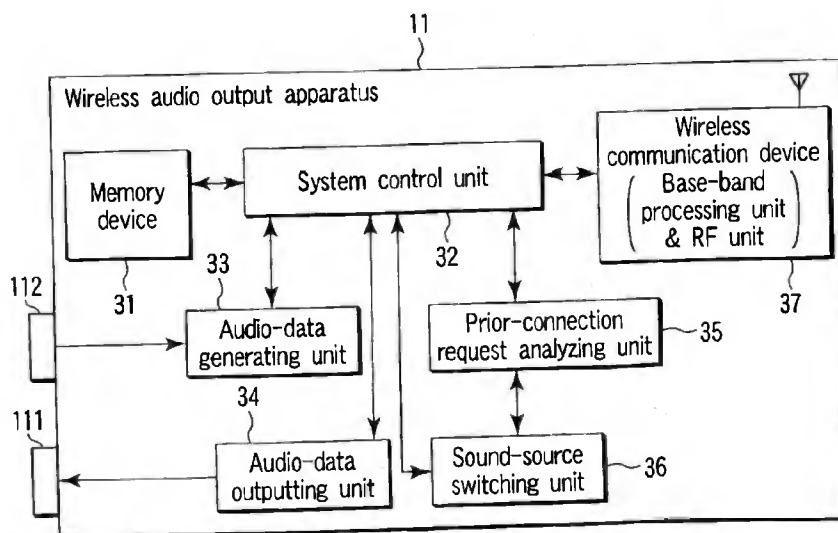 11
Wireless audio output apparatus
Memory
device
31
System control unit
32
Wireless
communication device
Base-band
processing unit
& RF unit
37
112
33
Audio-data
generating unit
Prior-connection
request analyzing unit
35
111
34
Audio-data
outputting unit
Sound-source
switching unit
36